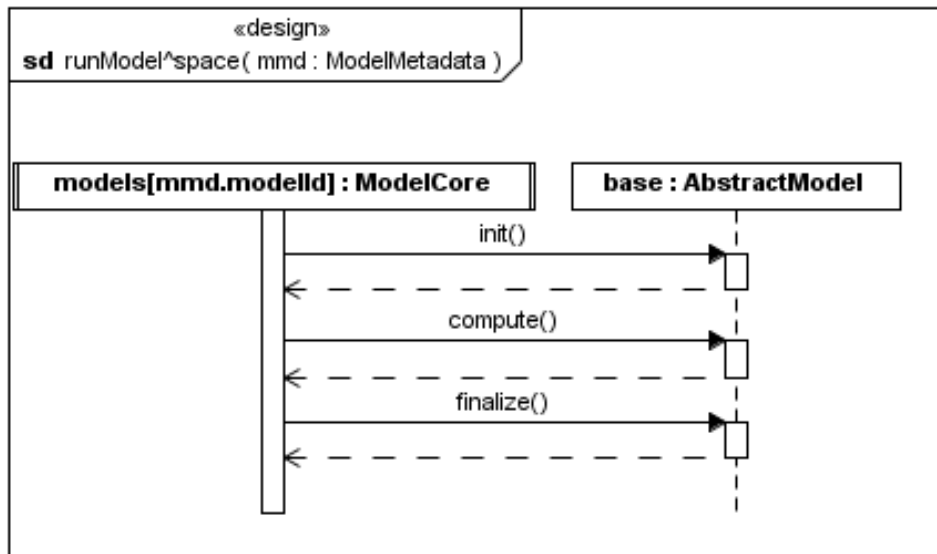 «design»
sd runModel^space( mmd : ModelMetadata )
models[mmd.modelId] : ModelCore
base : AbstractModel
init()
compute()
finalize()